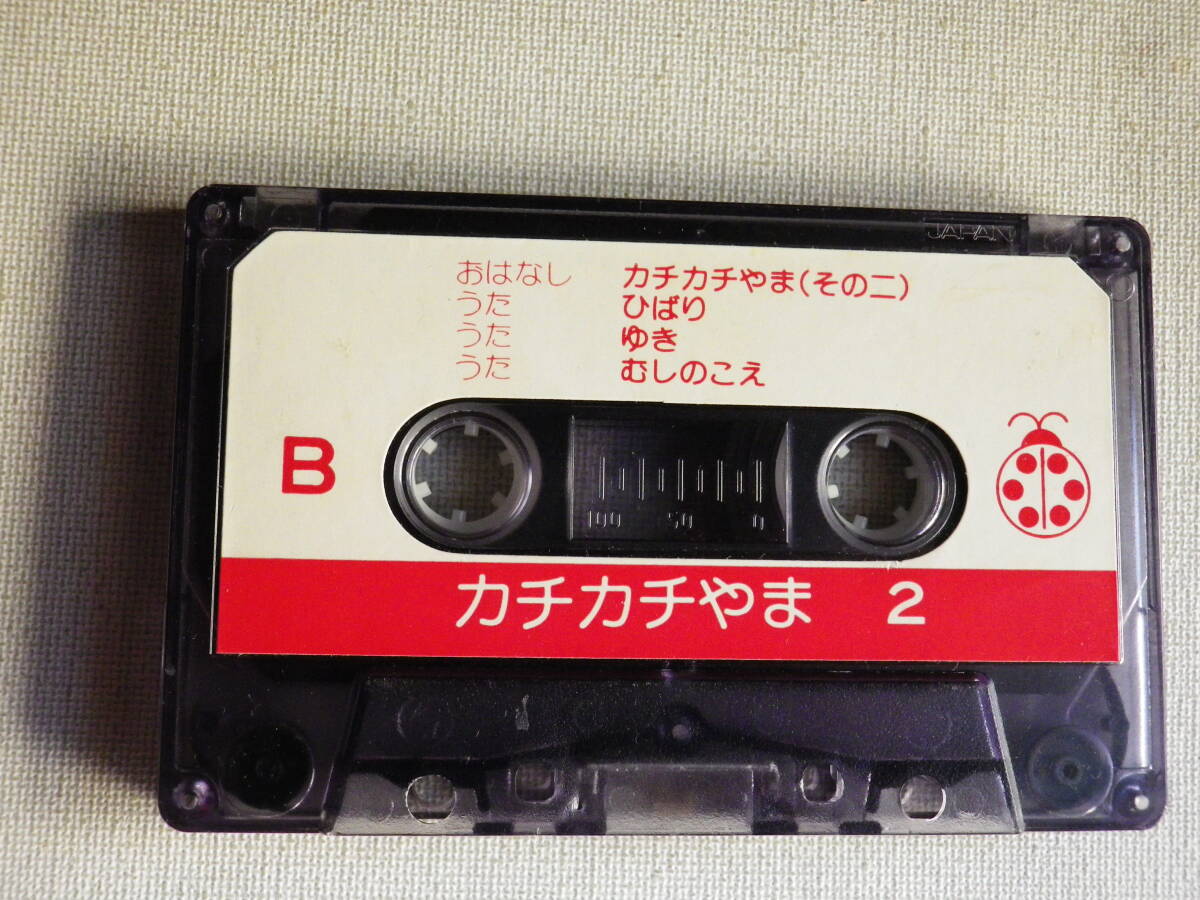 JAPAN
おはなし カチカチやま(その二)
うた ひばり
うた ゆき
うた むしのこえ
B
100 50 0
カチカチやま 2